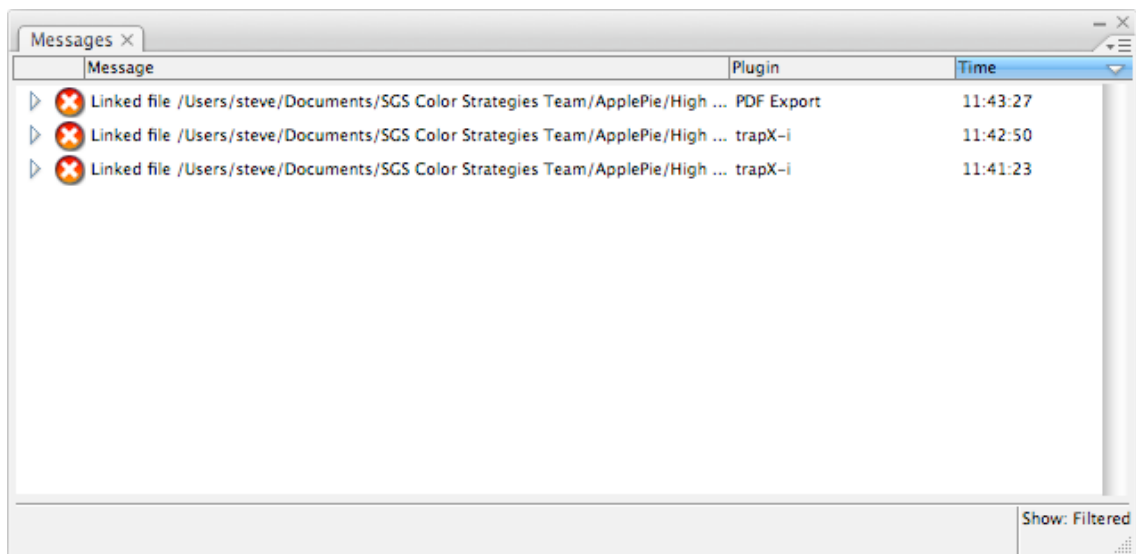 Messages ×
Message Plugin Time
Linked file /Users/steve/Documents/SGS Color Strategies Team/ApplePie/High ... PDF Export 11:43:27
Linked file /Users/steve/Documents/SGS Color Strategies Team/ApplePie/High ... trapX-i 11:42:50
Linked file /Users/steve/Documents/SGS Color Strategies Team/ApplePie/High ... trapX-i 11:41:23
Show: Filtered